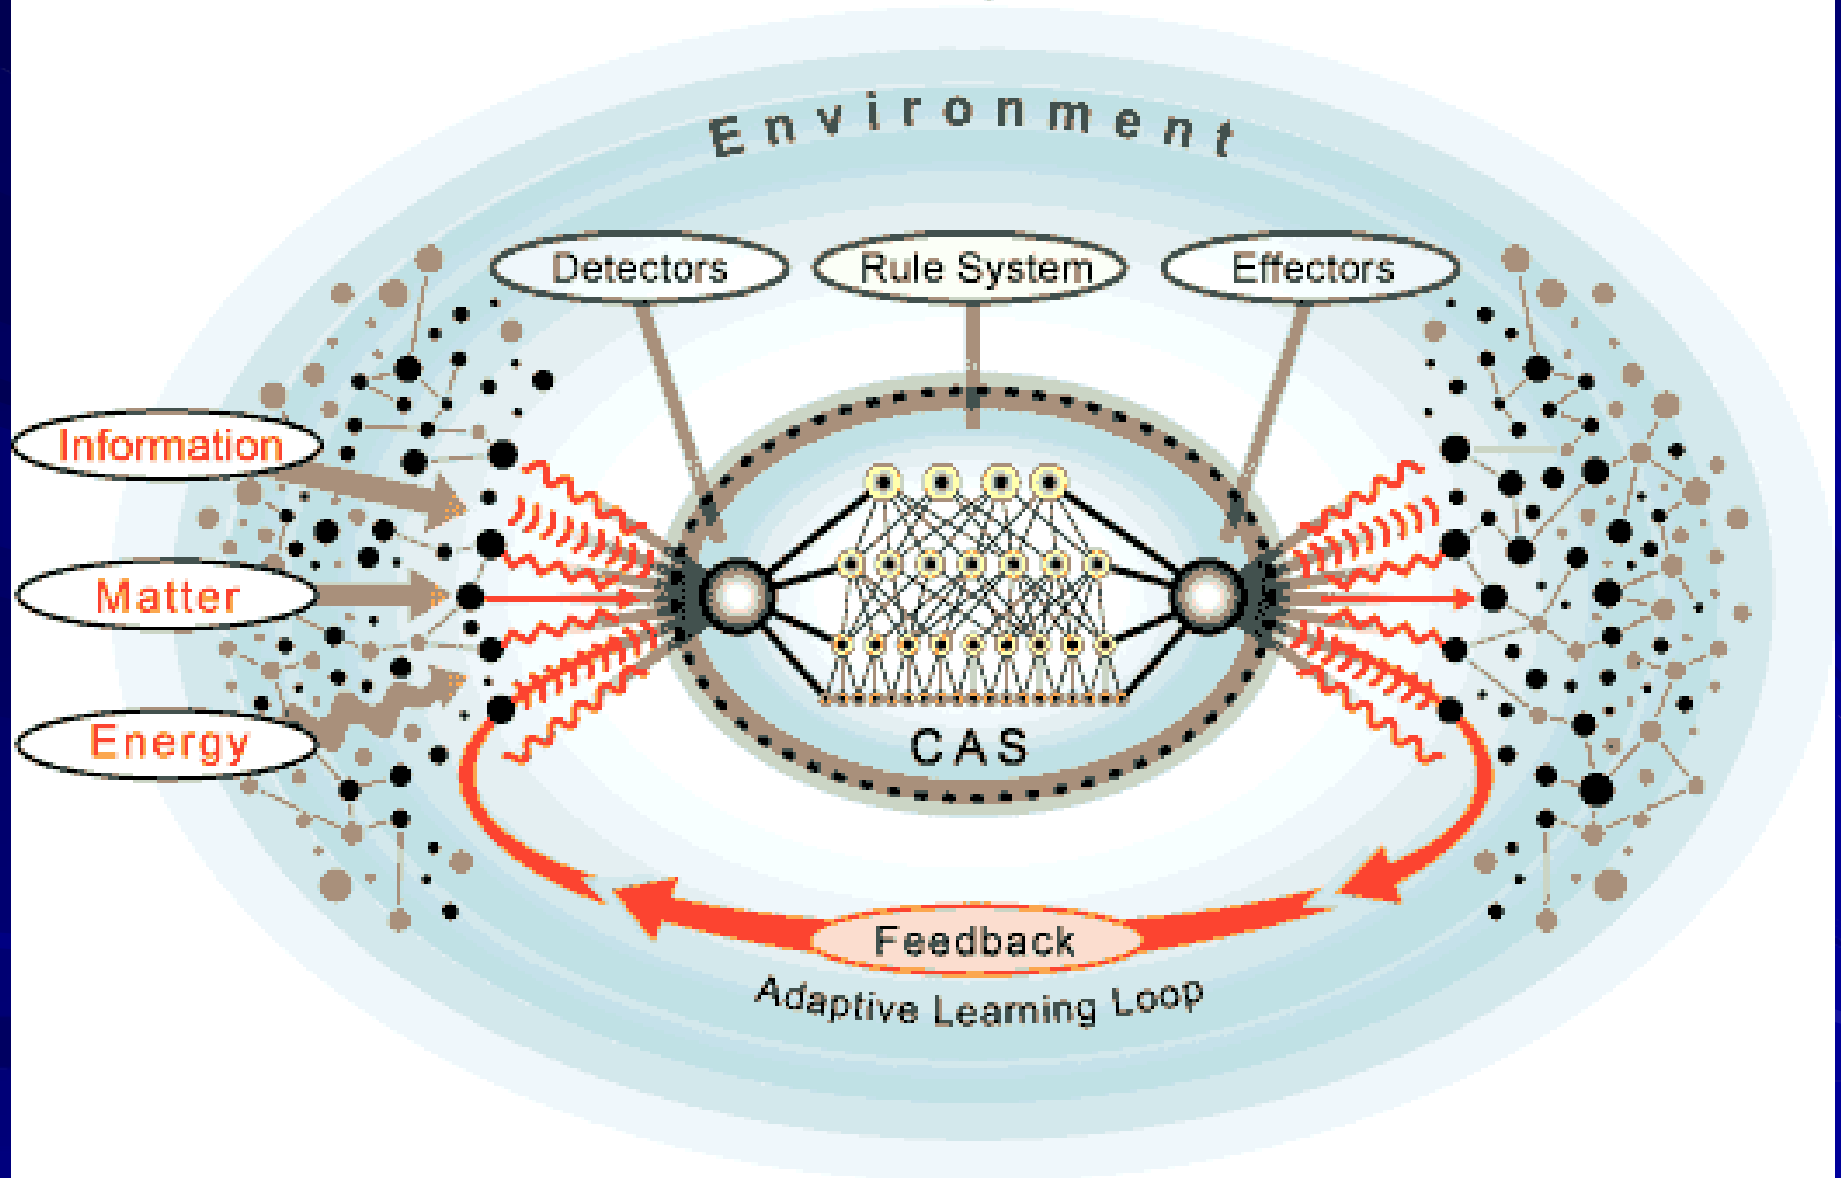 Environment
Detectors
Rule System
Effectors
Information
Matter
Energy
CAS
Feedback
Adaptive Learning Loop